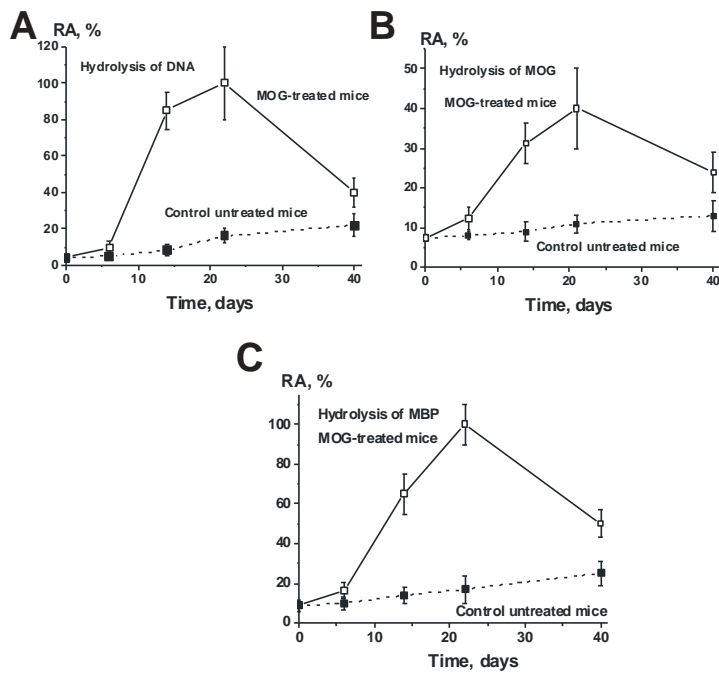 A
RA, %
120
Hydrolysis of DNA
100
MOG-treated mice
80
60
40
Control untreated mice
20
0
0 10 20 30 40
Time, days
B
RA, %
50
Hydrolysis of MOG
MOG-treated mice
40
30
20
10
Control untreated mice
0
0 10 20 30 40
Time, days
C
RA, %
Hydrolysis of MBP
100
MOG-treated mice
80
60
40
20
Control untreated mice
0
0 10 20 30 40
Time, days